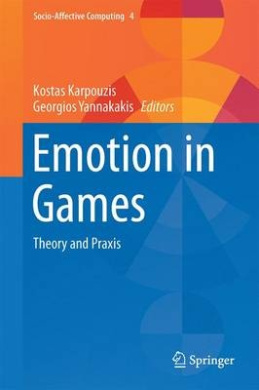 Socio-Affective Computing 4
Kostas Karpouzis
Georgios Yannakakis Editors
Emotion in
Games
Theory and Praxis
Springer